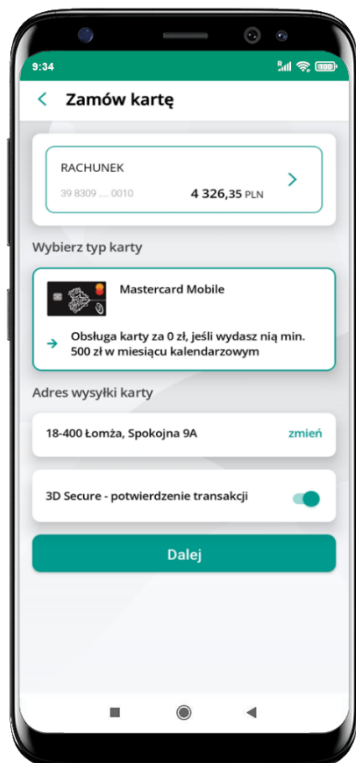 9:34
Zamów kartę
RACHUNEK
39 8309 .... 0010 4 326,35 PLN
Wybierz typ karty
Mastercard Mobile
Obsługa karty za 0 zł, jeśli wydasz nią min.
500 zł w miesiącu kalendarzowym
Adres wysyłki karty
18-400 Łomża, Spokojna 9A zmień
3D Secure - potwierdzenie transakcji
Dalej